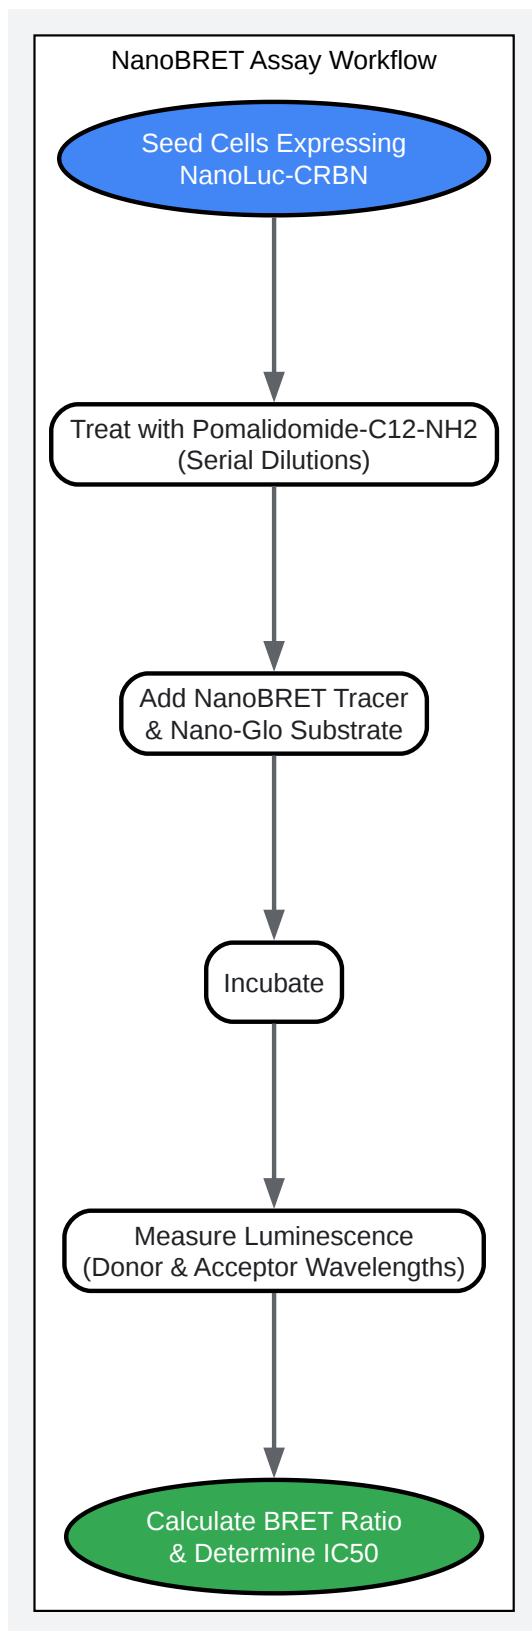 NanoBRET Assay Workflow
Seed Cells Expressing
NanoLuc-CRBN
Treat with Pomalidomide-C12-NH2
(Serial Dilutions)
Add NanoBRET Tracer
& Nano-Glo Substrate
Incubate
Measure Luminescence
(Donor & Acceptor Wavelengths)
Calculate BRET Ratio
& Determine IC50